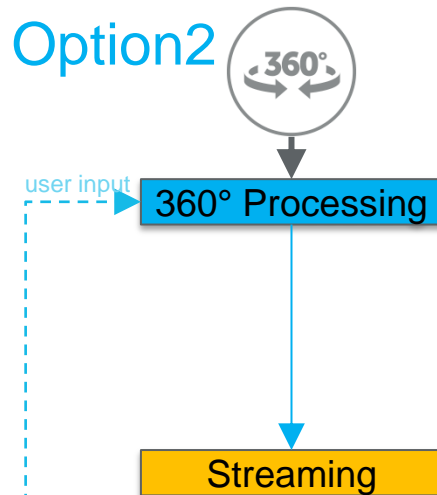 Option2
360°
user input
360° Processing
Streaming